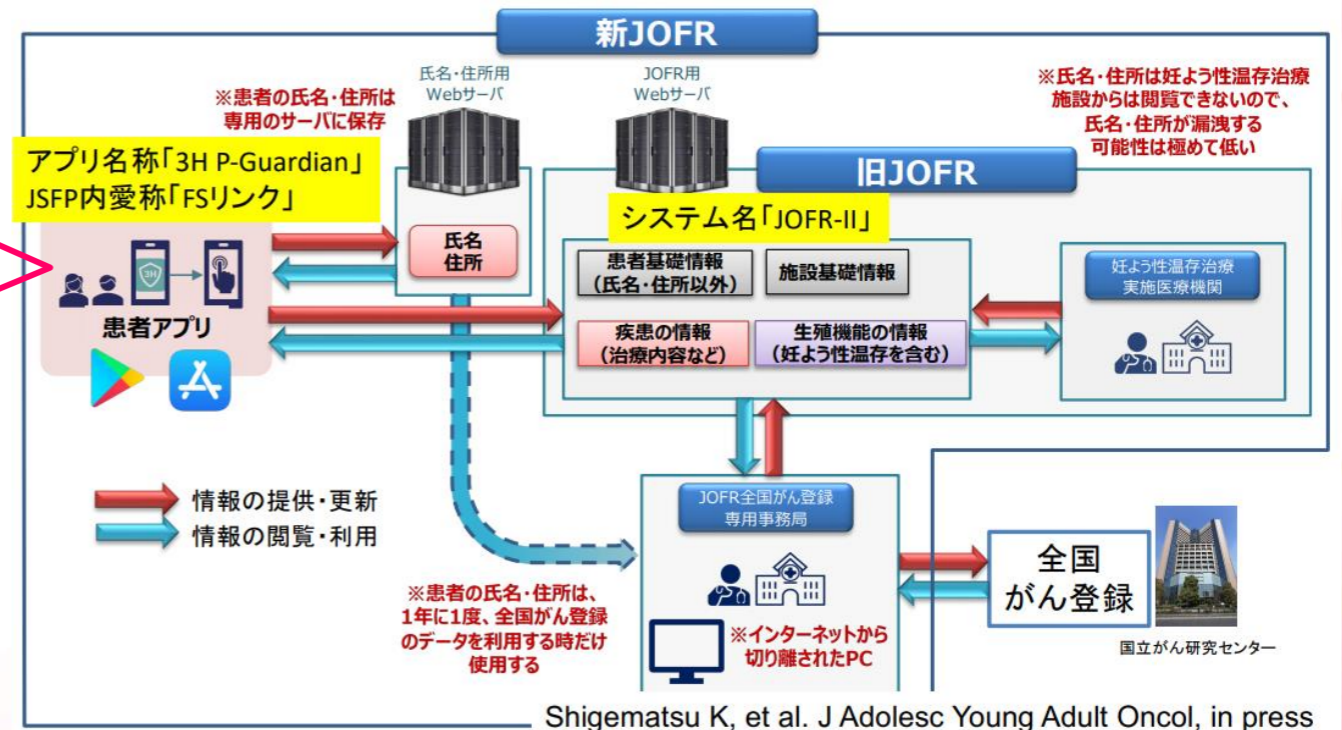 新JOFR
氏名・住所用
Webサーバ
JOFR用
Webサーバ
※患者の氏名・住所は
専用のサーバに保存
※氏名・住所は妊よう性温存治療
施設からは閲覧できないので、
氏名・住所が漏洩する
可能性は極めて低い
アプリ名称「3H P-Guardian」
JSFP内愛称「FSリンク」
旧JOFR
システム名「JOFR-II」
氏名
住所
3H
患者アプリ
患者基礎情報
（氏名・住所以外）
施設基礎情報
疾患の情報
（治療内容など）
生殖機能の情報
（妊よう性温存を含む）
妊よう性温存治療
実施医療機関
情報の提供・更新
情報の閲覧・利用
※患者の氏名・住所は、
1年に1度、全国がん登録
のデータを利用する時だけ
使用する
JOFR全国がん登録
専用事務局
※インターネットから
切り離されたPC
全国
がん登録
国立がん研究センター
Shigematsu K, et al. J Adolesc Young Adult Oncol, in press